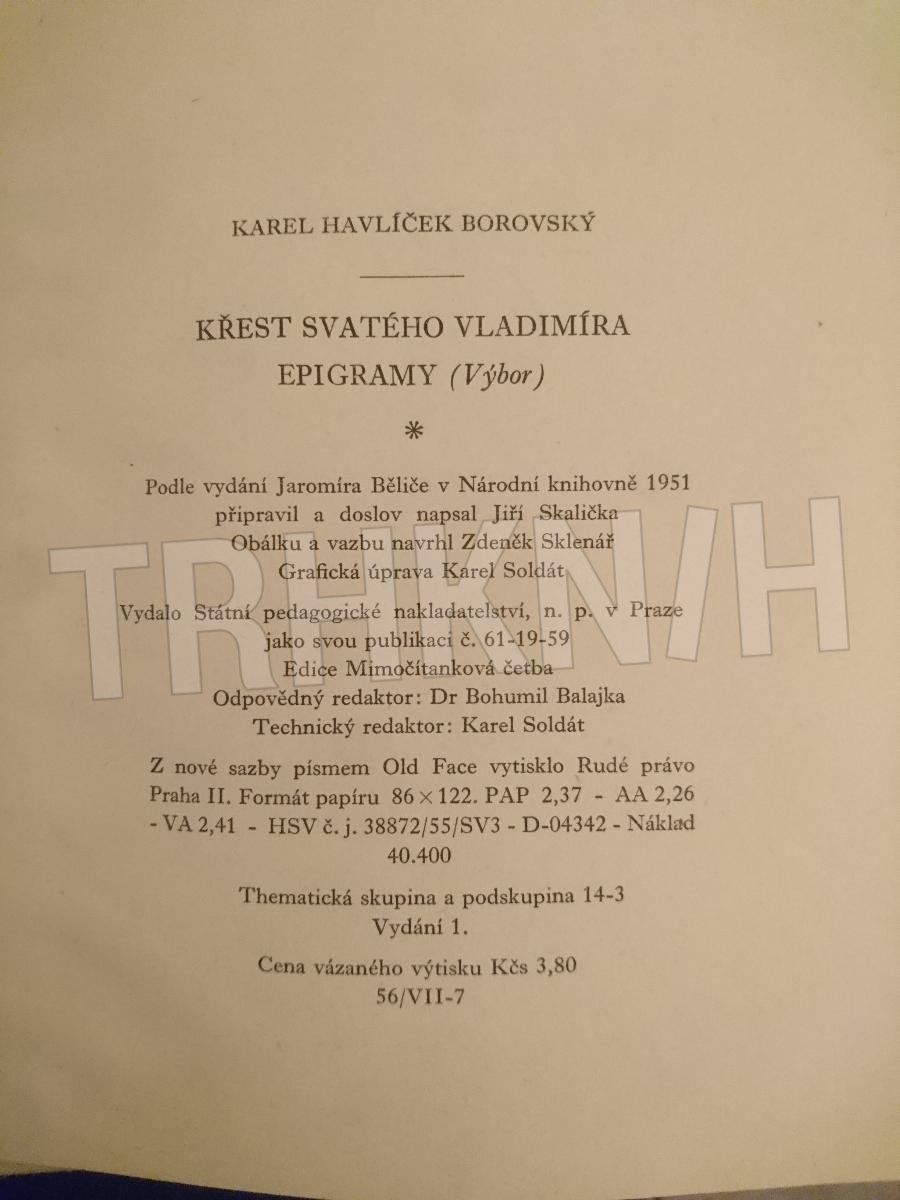 KAREL HAVLÍČEK BOROVSKÝ
KŘEST SVATÉHO VLADIMÍRA
EPIGRAMY (Výbor)
*
Podle vydání Jaromíra Běliče v Národní knihovně 1951
připravil a doslov napsal Jiří Skalička
Obálku a vazbu navrhl Zdeněk Sklenář
Grafická úprava Karel Soldát
Vydalo Státní pedagogické nakladatelství, n. p. v Praze
jako svou publikaci č. 61-19-59
Edice Mimočítanková četba
Odpovědný redaktor: Dr Bohumil Balajka
Technický redaktor: Karel Soldát
Z nové sazby písmem Old Face vytisklo Rudé právo
Praha II. Formát papíru 86 × 122. PAP 2,37 - AA 2,26
- VA 2,41 - HSV č. j. 38872/55/SV3 - D-04342 - Náklad
40.400
Thematická skupina a podskupina 14-3
Vydání 1.
Cena vázaného výtisku Kčs 3,80
56/VII-7
TRHKNIH